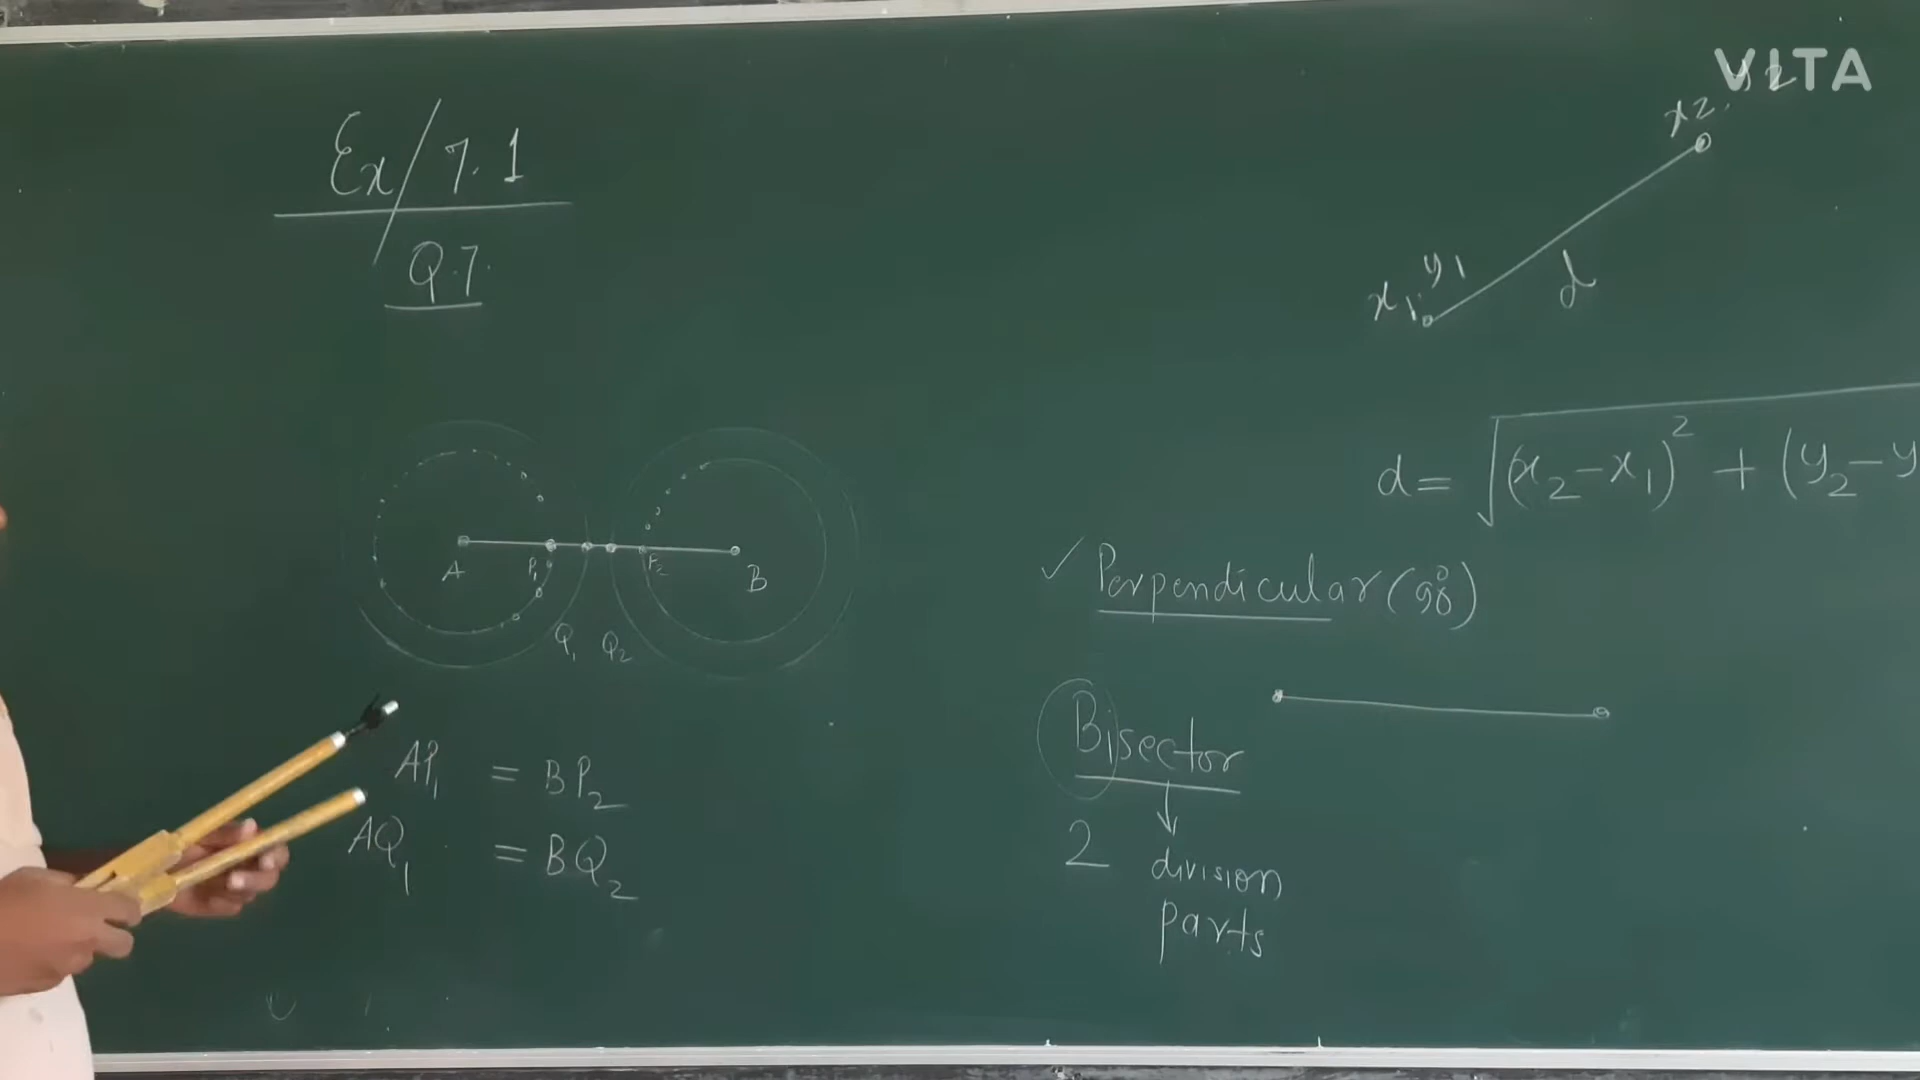 Ex/7.1
Q.7.
A
P₁
P₂
B
Q₁ Q₂
AP₁ = BP₂
AQ₁ = BQ₂
VITA
x2, y2
x1, y1
d
d = √(x₂-x₁)² + (y₂-y
✓ Perpendicular (90°)
Bisector
↓
2 division
parts